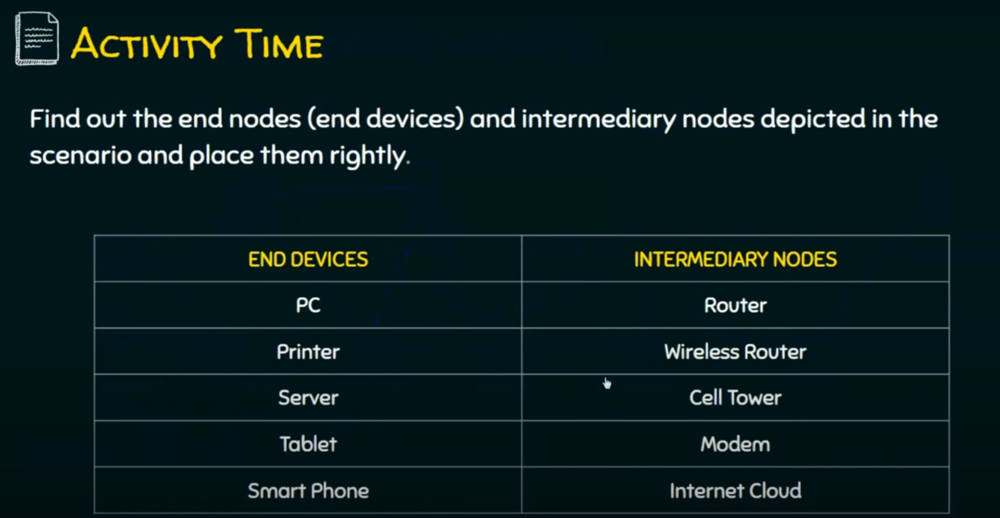 Activity Time
Find out the end nodes (end devices) and intermediary nodes depicted in the
scenario and place them rightly.
END DEVICES INTERMEDIARY NODES
PC Router
Printer Wireless Router
Server Cell Tower
Tablet Modem
Smart Phone Internet Cloud